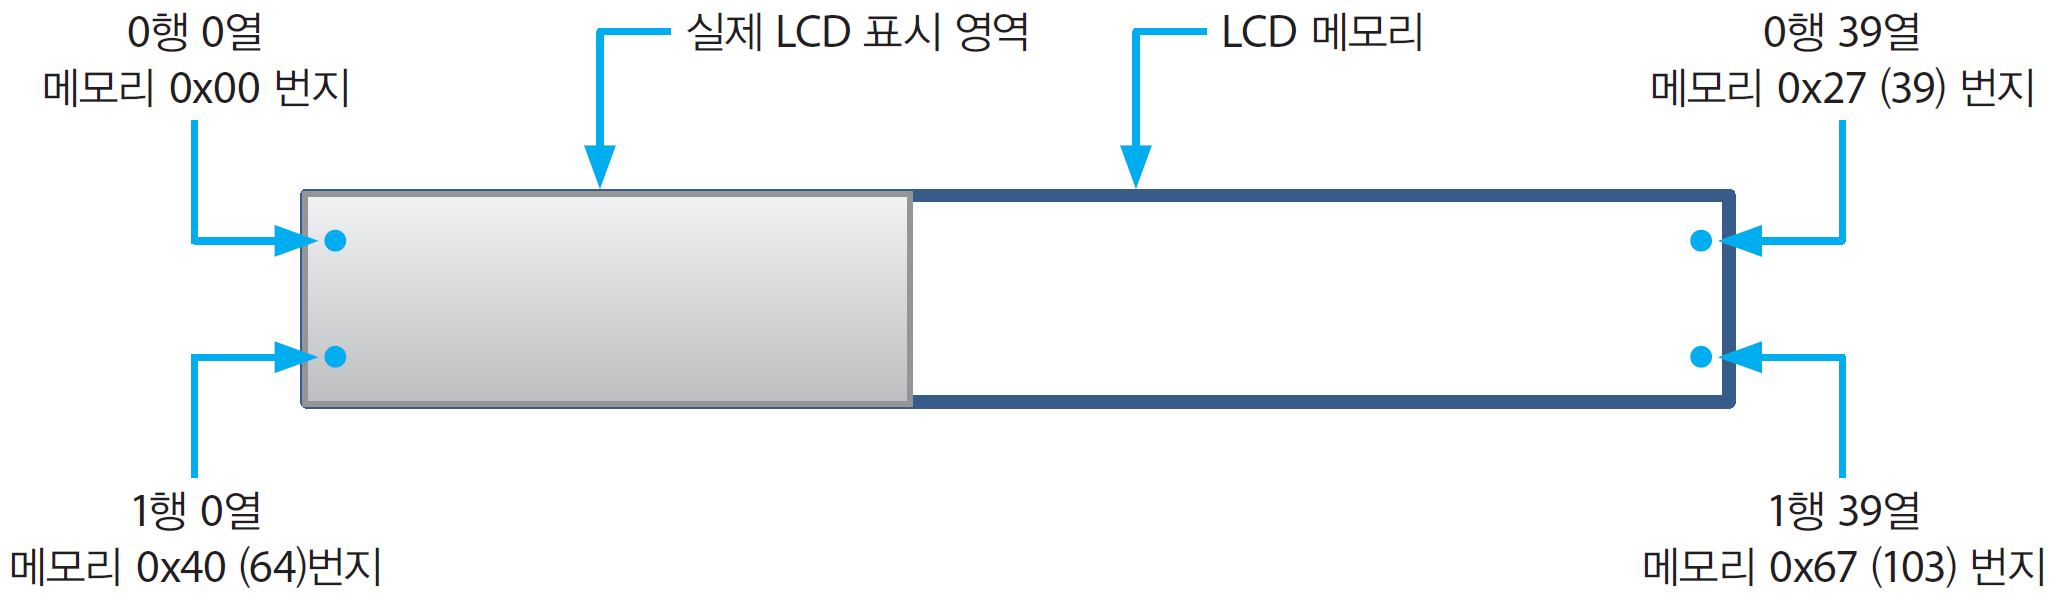 0행 0열
메모리 0x00 번지
실제 LCD 표시 영역
LCD 메모리
0행 39열
메모리 0x27 (39) 번지
1행 0열
메모리 0x40 (64)번지
1행 39열
메모리 0x67 (103) 번지